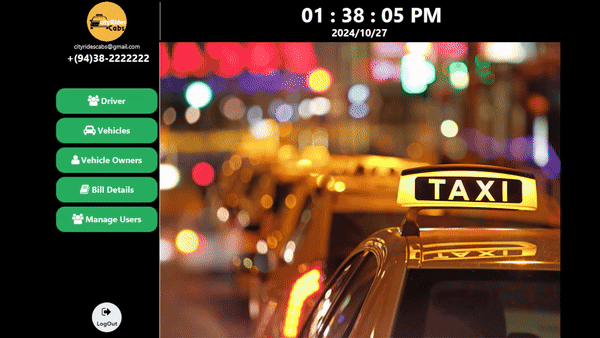 cityRides
Cabs
cityridescabs@gmail.com
+(94)38-2222222
01 : 38 : 05 PM
2024/10/27
Driver
Vehicles
Vehicle Owners
Bill Details
Manage Users
LogOut
TAXI
TAXI